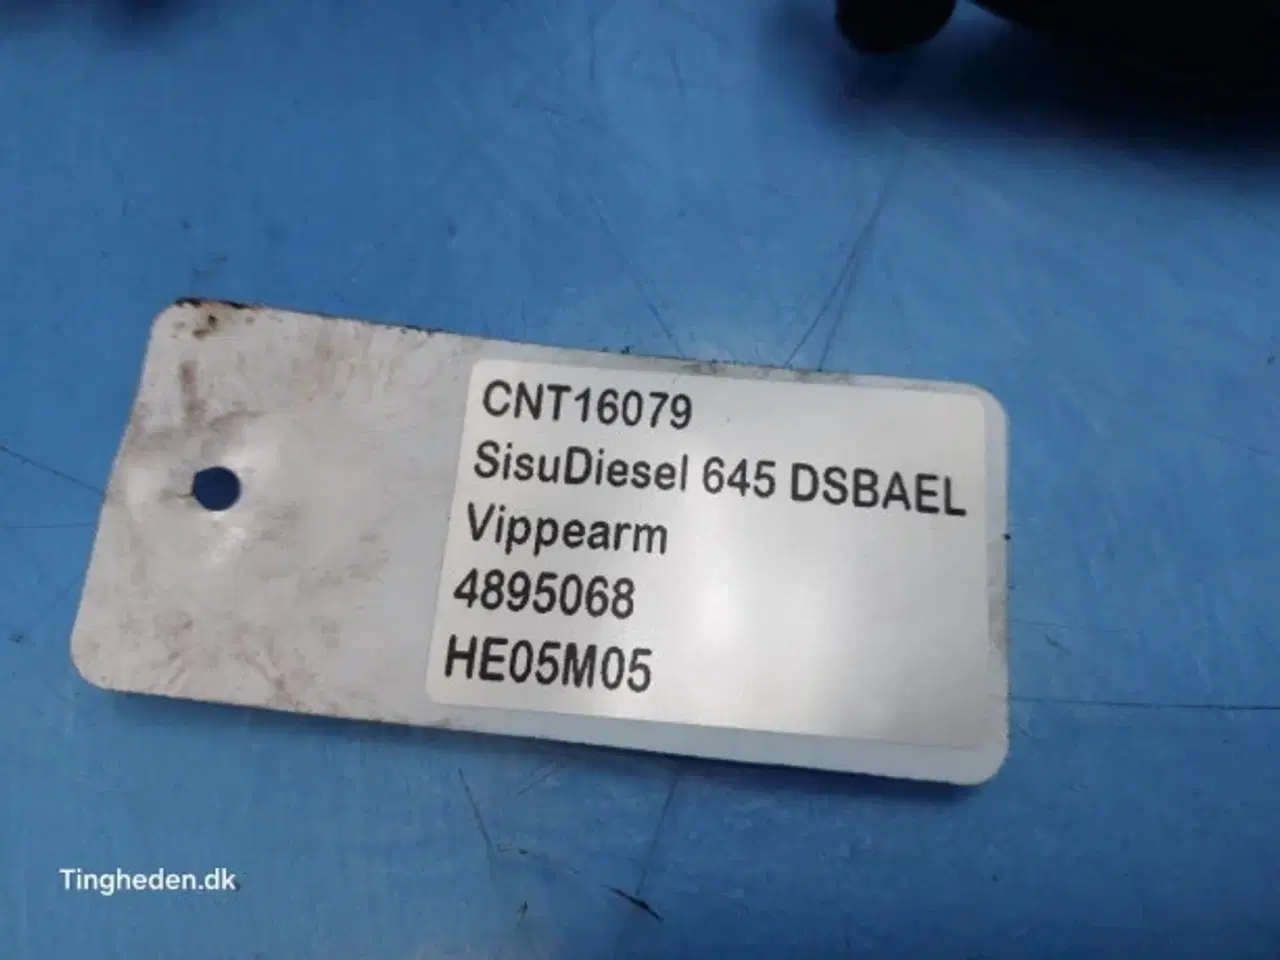 CNT16079
SisuDiesel 645 DSBAEL
Vippearm
4895068
HE05M05
Tingheden.dk